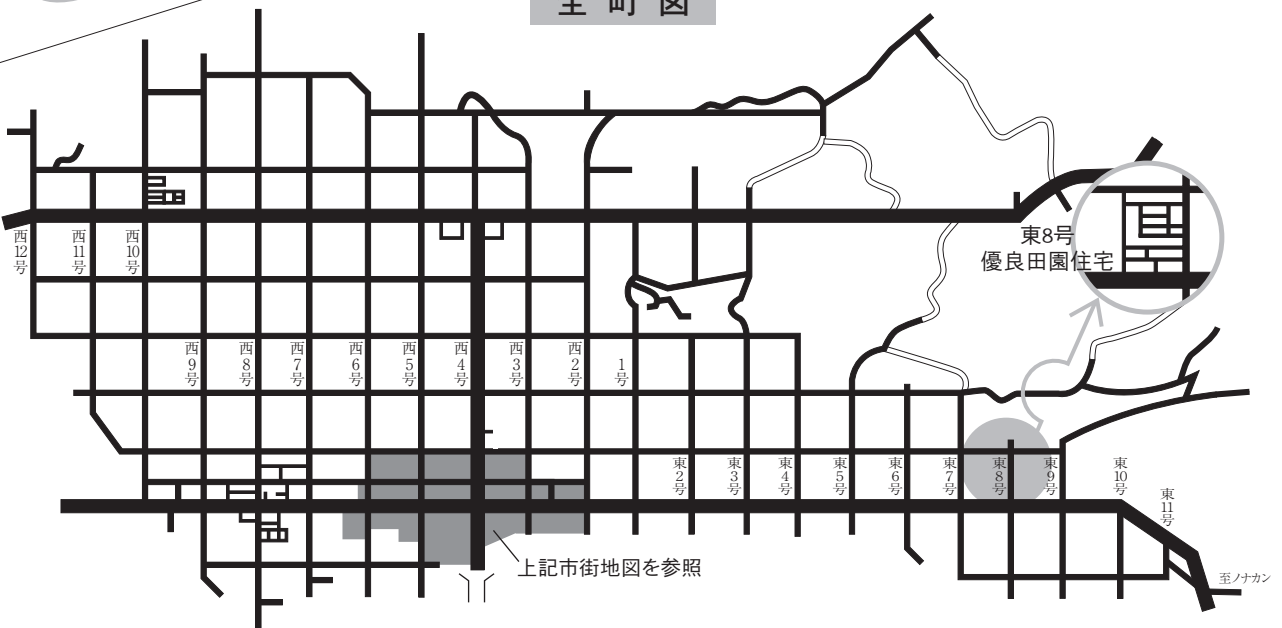 全町図
西12号
西11号
西10号
東8号
優良田園住宅
西9号
西8号
西7号
西6号
西5号
西4号
西3号
西2号
1号
東2号
東3号
東4号
東5号
東6号
東7号
東8号
東9号
東10号
東11号
上記市街地図を参照
至ノナカン